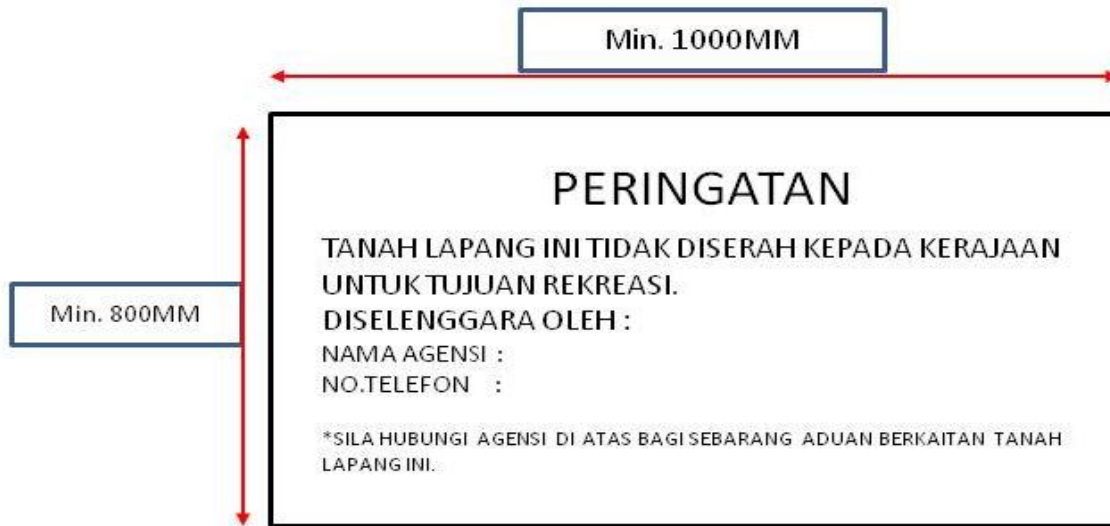 Min. 1000MM
PERINGATAN
TANAH LAPANG INI TIDAK DISERAH KEPADA KERAJAAN
UNTUK TUJUAN REKREASI.
DISELENGGARA OLEH :
Min. 800MM
NAMA AGENSI :
NO.TELEFON :
*SILA HUBUNGI AGENSI DI ATAS BAGI SEBARANG ADUAN BERKAITAN TANAH
LAPANG INI.